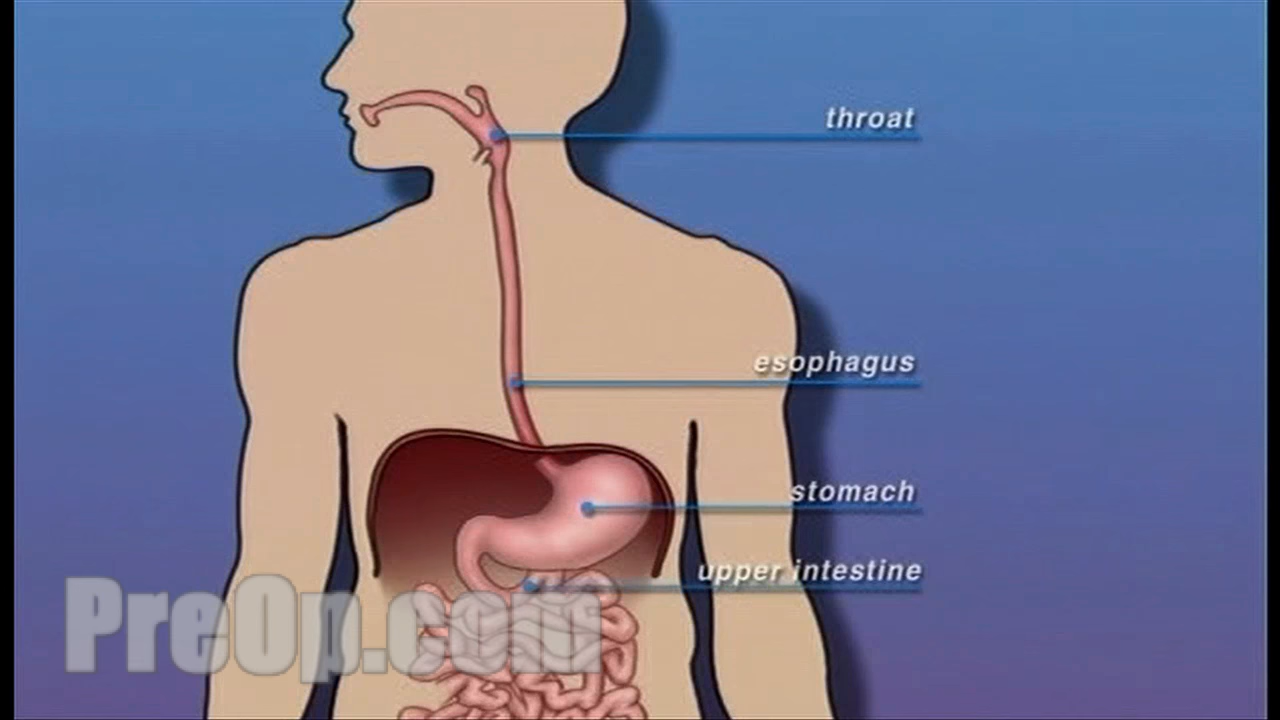 throat
esophagus
stomach
upper intestine
PreOp.com